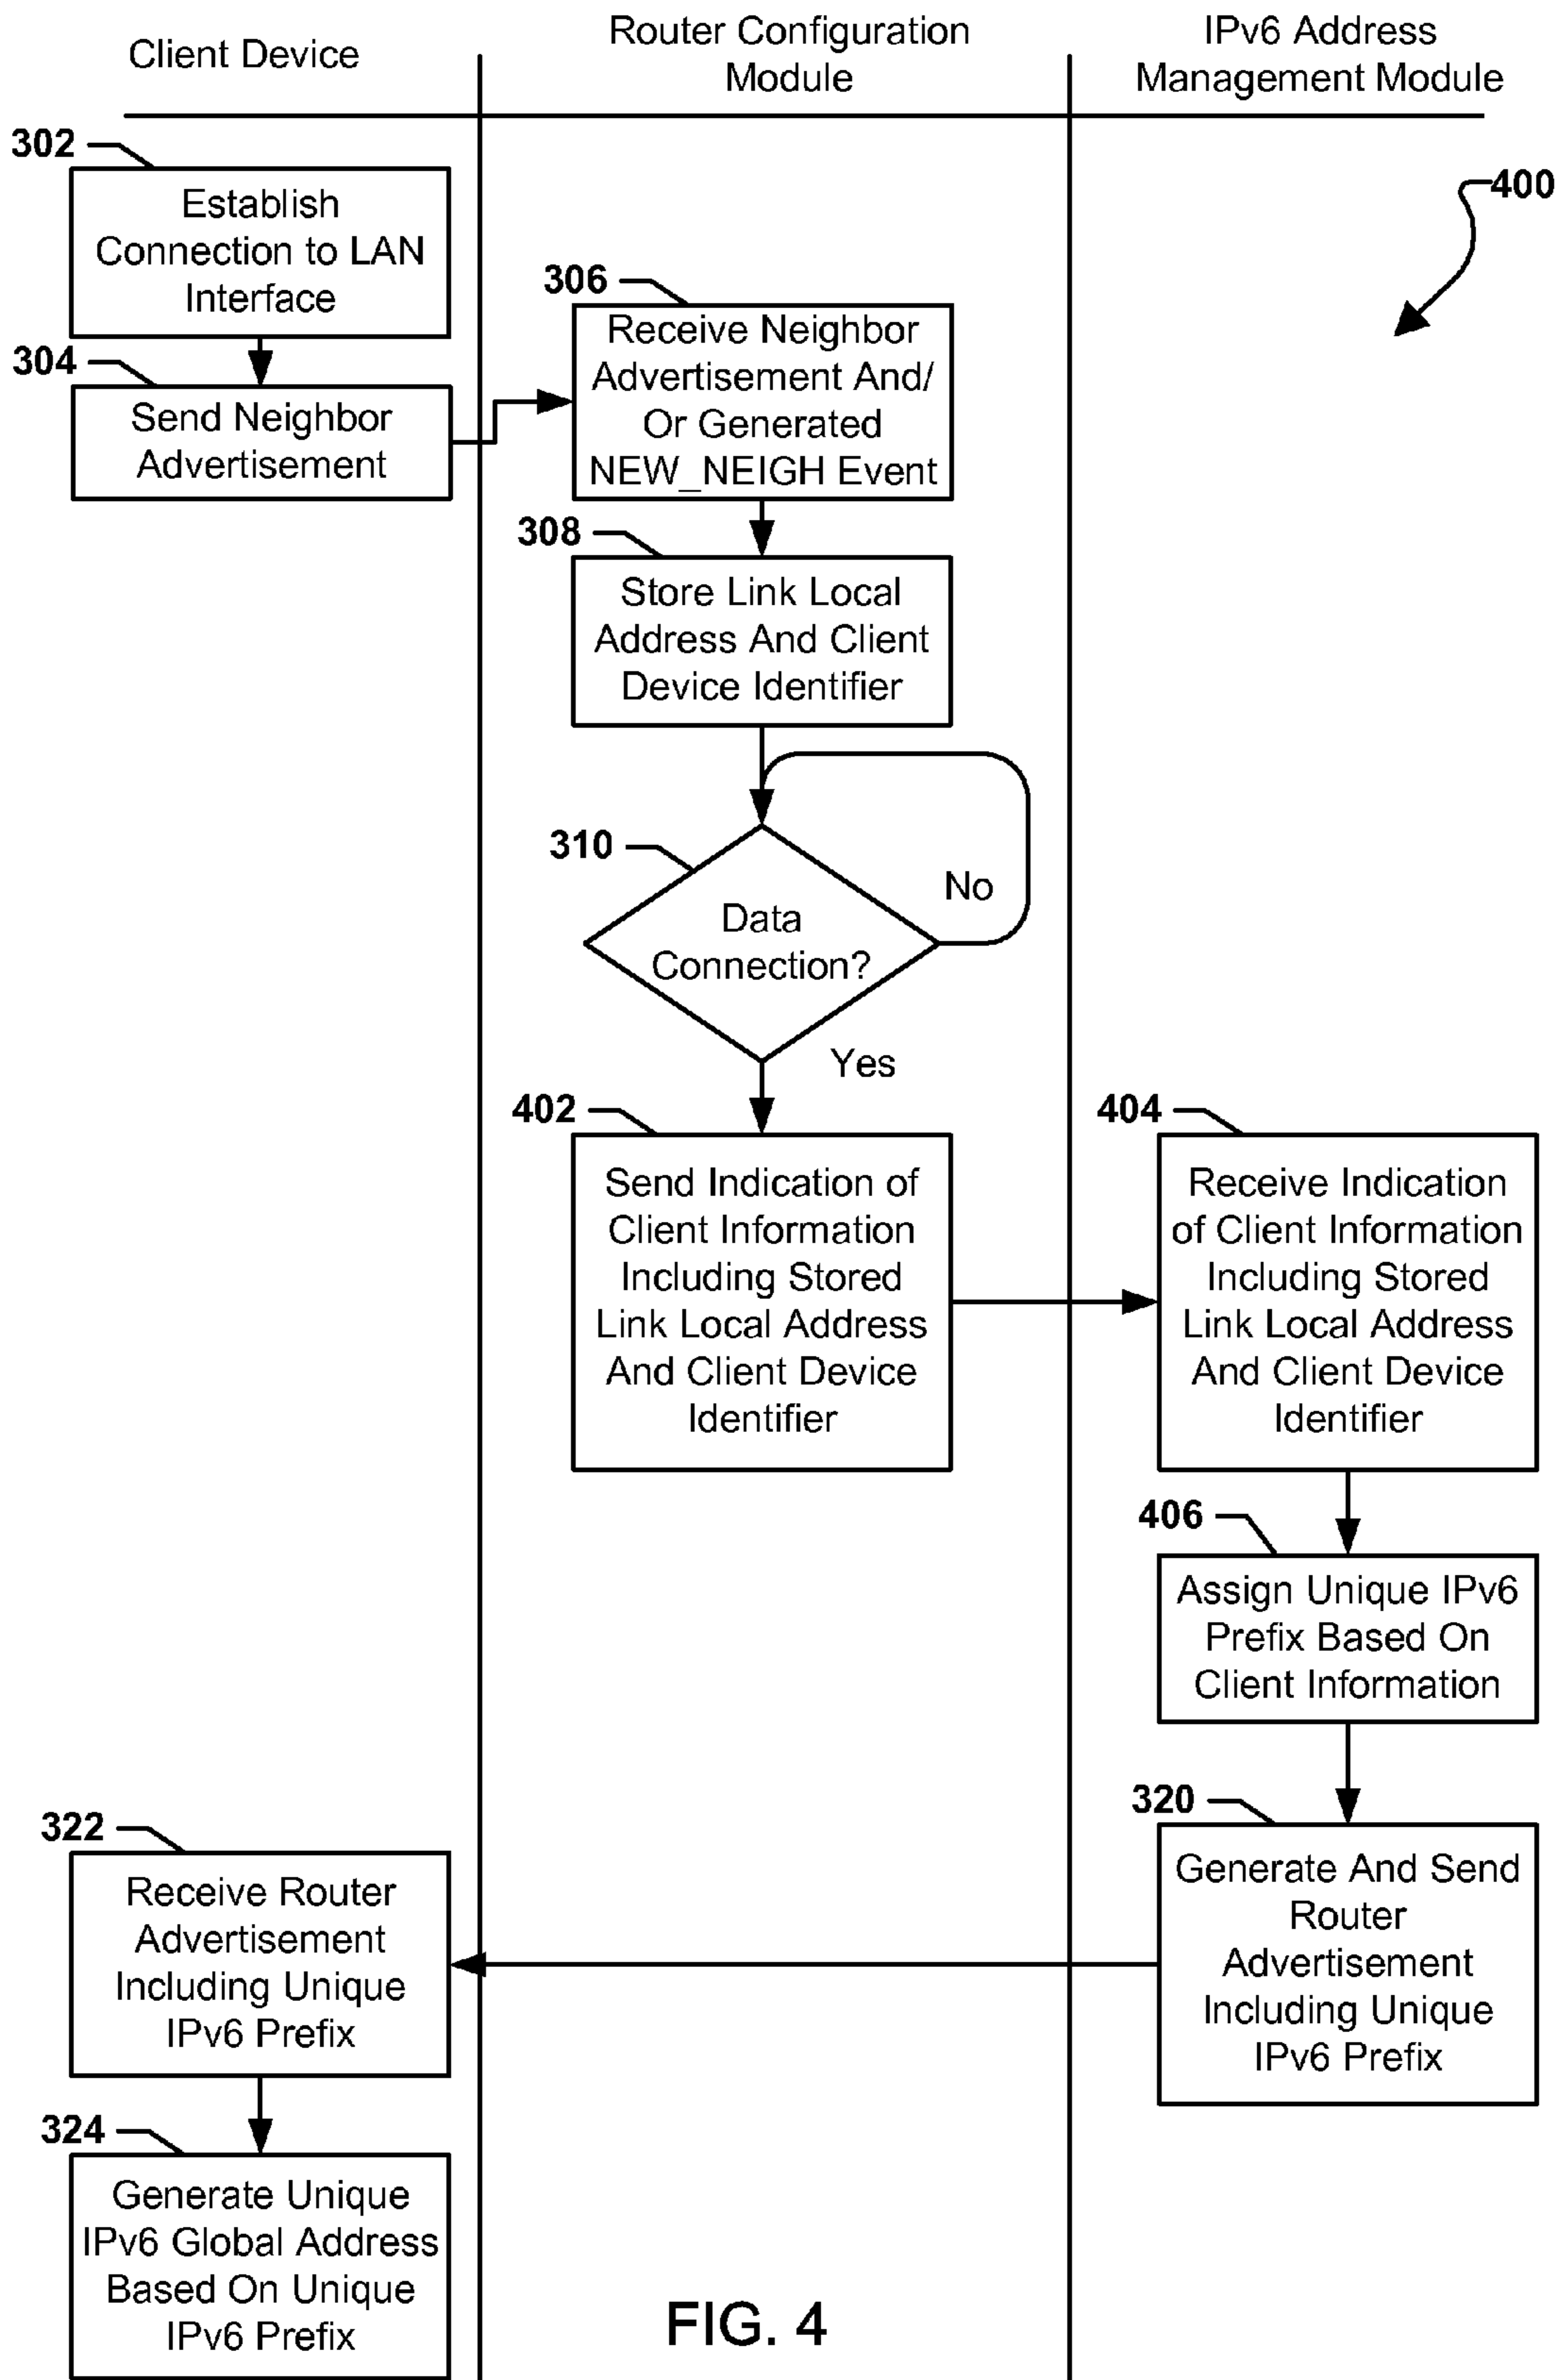 Client Device
Router Configuration
Module
IPv6 Address
Management Module
400
302
Establish
Connection to LAN
Interface
304
Send Neighbor
Advertisement
306
Receive Neighbor
Advertisement And/
Or Generated
NEW_NEIGH Event
308
Store Link Local
Address And Client
Device Identifier
310
Data
Connection?
No
Yes
402
Send Indication of
Client Information
Including Stored
Link Local Address
And Client Device
Identifier
404
Receive Indication
of Client Information
Including Stored
Link Local Address
And Client Device
Identifier
406
Assign Unique IPv6
Prefix Based On
Client Information
320
Generate And Send
Router
Advertisement
Including Unique
IPv6 Prefix
322
Receive Router
Advertisement
Including Unique
IPv6 Prefix
324
Generate Unique
IPv6 Global Address
Based On Unique
IPv6 Prefix
FIG. 4